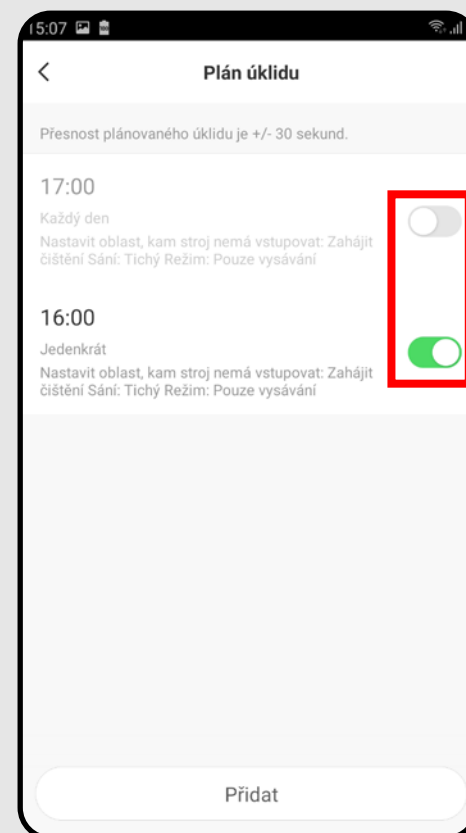 15:07
Plán úklidu
Přesnost plánovaného úklidu je +/- 30 sekund.
17:00
Každý den
Nastavit oblast, kam stroj nemá vstupovat: Zahájit
čištění Sání: Tichý Režim: Pouze vysávání
16:00
Jedenkrát
Nastavit oblast, kam stroj nemá vstupovat: Zahájit
čištění Sání: Tichý Režim: Pouze vysávání
Přidat